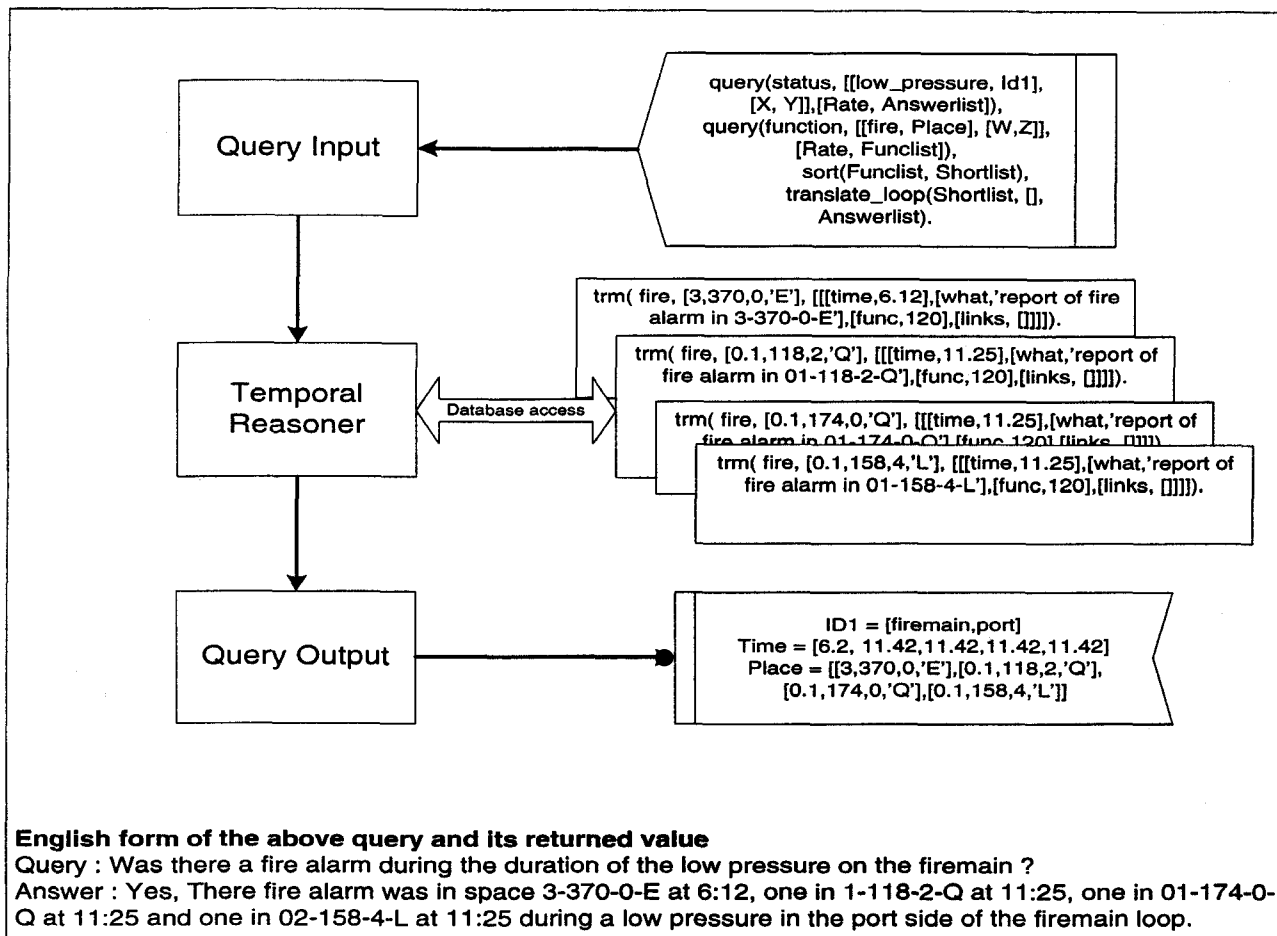 query(status, [[low_pressure, Id1],
[X, Y]],[Rate, Answerlist]),
query(function, [[fire, Place], [W,Z]],
[Rate, Funclist]),
sort(Funclist, Shortlist),
translate_loop(Shortlist, [],
Answerlist).
Query Input
trm( fire, [3,370,0,'E'], [[[time,6.12],[what,'report of fire
alarm in 3-370-0-E'],[func,120],[links, []]]]).
trm( fire, [0.1,118,2,'Q'], [[[time,11.25],[what,'report of
fire alarm in 01-118-2-Q'],[func,120],[links, []]]]).
Temporal
Reasoner
Database access
trm( fire, [0.1,174,0,'Q'], [[[time,11.25],[what,'report of
fire alarm in 01-174-0-Q'],[func,120],[links, []]]]).
trm( fire, [0.1,158,4,'L'], [[[time,11.25],[what,'report of
fire alarm in 01-158-4-L'],[func,120],[links, []]]]).
Query Output
ID1 = [firemain,port]
Time = [6.2, 11.42,11.42,11.42,11.42]
Place = [[3,370,0,'E'],[0.1,118,2,'Q'],
[0.1,174,0,'Q'],[0.1,158,4,'L']]
English form of the above query and its returned value
Query : Was there a fire alarm during the duration of the low pressure on the firemain ?
Answer : Yes, There fire alarm was in space 3-370-0-E at 6:12, one in 1-118-2-Q at 11:25, one in 01-174-0-
Q at 11:25 and one in 02-158-4-L at 11:25 during a low pressure in the port side of the firemain loop.